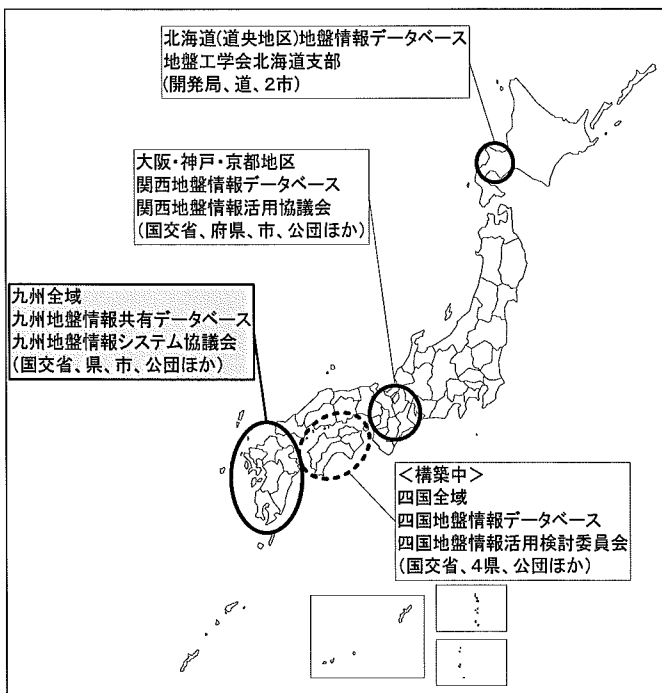 北海道(道央地区)地盤情報データベース
地盤工学会北海道支部
(開発局、道、2市)
大阪・神戸・京都地区
関西地盤情報データベース
関西地盤情報活用協議会
(国交省、府県、市、公団ほか)
九州全域
九州地盤情報共有データベース
九州地盤情報システム協議会
(国交省、県、市、公団ほか)
＜構築中＞
四国全域
四国地盤情報データベース
四国地盤情報活用検討委員会
(国交省、4県、公団ほか)